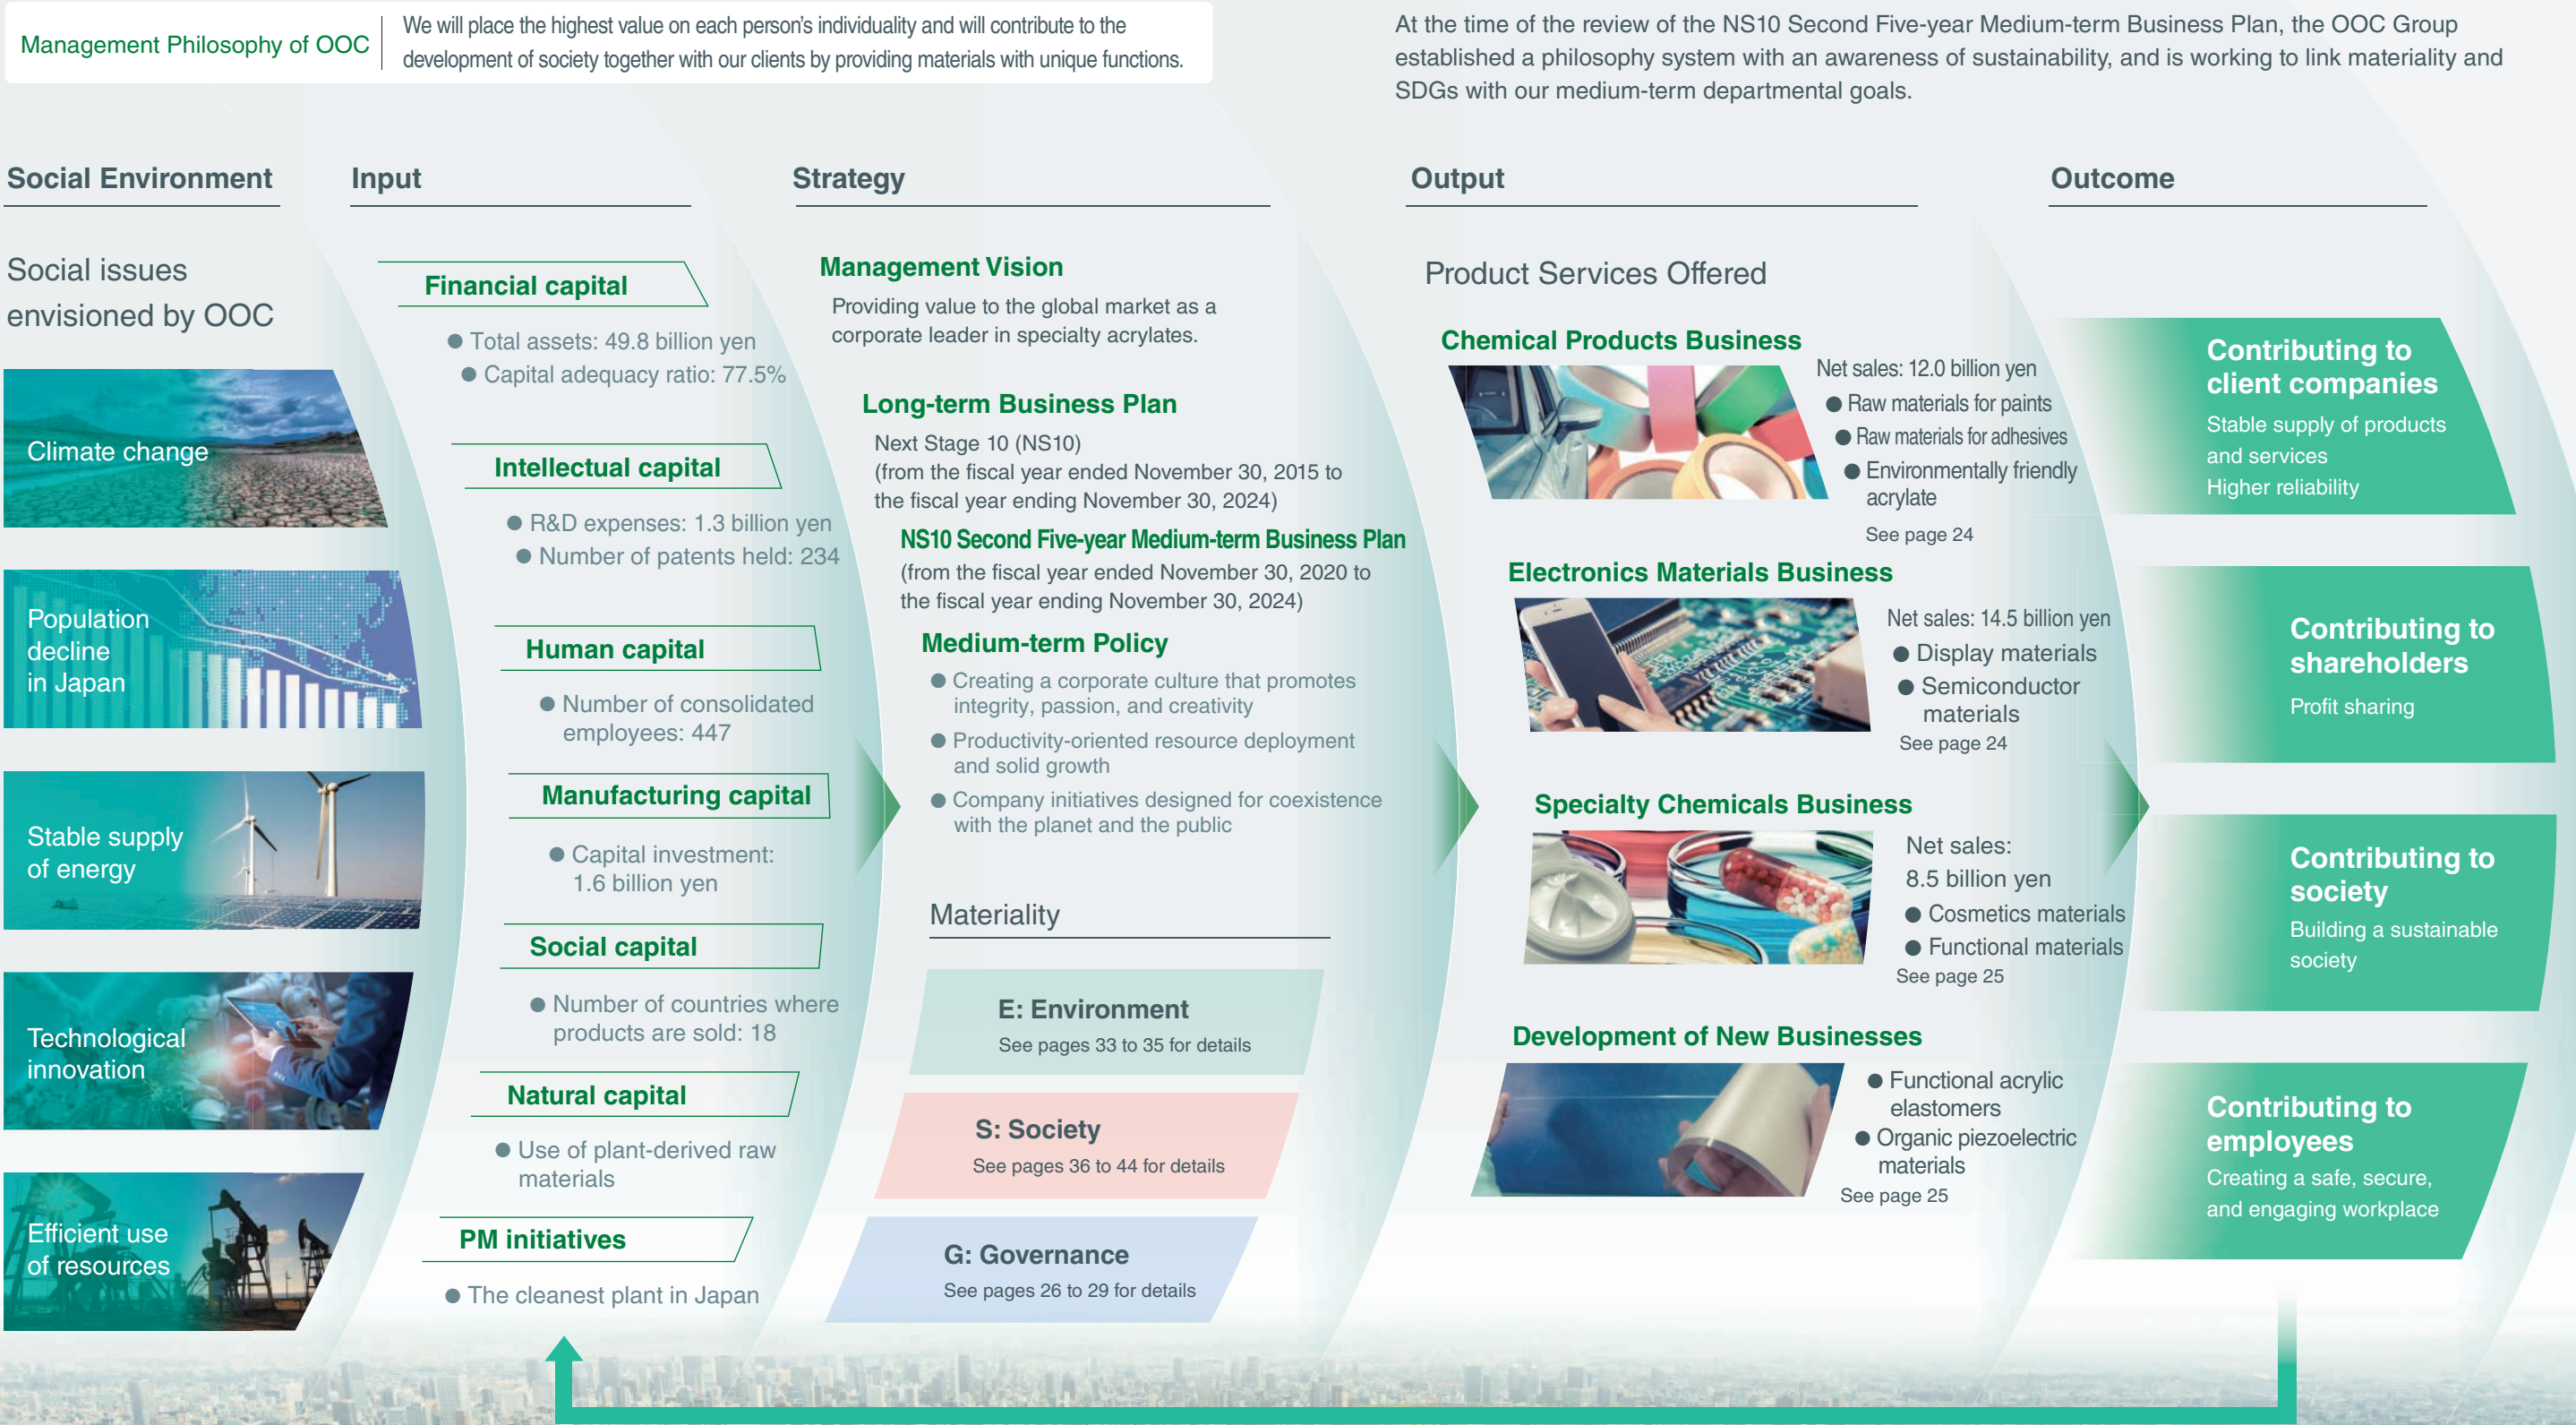 Management Philosophy of OOC
We will place the highest value on each person's individuality and will contribute to the
development of society together with our clients by providing materials with unique functions.
At the time of the review of the NS10 Second Five-year Medium-term Business Plan, the OOC Group
established a philosophy system with an awareness of sustainability, and is working to link materiality and
SDGs with our medium-term departmental goals.
Social Environment
Social issues
envisioned by OOC
Climate change
Population
decline
in Japan
Stable supply
of energy
Technological
innovation
Efficient use
of resources
Input
Financial capital
● Total assets: 49.8 billion yen
● Capital adequacy ratio: 77.5%
Intellectual capital
● R&D expenses: 1.3 billion yen
● Number of patents held: 234
Human capital
● Number of consolidated
employees: 447
Manufacturing capital
● Capital investment:
1.6 billion yen
Social capital
● Number of countries where
products are sold: 18
Natural capital
● Use of plant-derived raw
materials
PM initiatives
● The cleanest plant in Japan
Strategy
Management Vision
Providing value to the global market as a
corporate leader in specialty acrylates.
Long-term Business Plan
Next Stage 10 (NS10)
(from the fiscal year ended November 30, 2015 to
the fiscal year ending November 30, 2024)
NS10 Second Five-year Medium-term Business Plan
(from the fiscal year ended November 30, 2020 to
the fiscal year ending November 30, 2024)
Medium-term Policy
● Creating a corporate culture that promotes
integrity, passion, and creativity
● Productivity-oriented resource deployment
and solid growth
● Company initiatives designed for coexistence
with the planet and the public
Materiality
E: Environment
See pages 33 to 35 for details
S: Society
See pages 36 to 44 for details
G: Governance
See pages 26 to 29 for details
Output
Product Services Offered
Chemical Products Business
Net sales: 12.0 billion yen
● Raw materials for paints
● Raw materials for adhesives
● Environmentally friendly
acrylate
See page 24
Electronics Materials Business
Net sales: 14.5 billion yen
● Display materials
● Semiconductor
materials
See page 24
Specialty Chemicals Business
Net sales:
8.5 billion yen
● Cosmetics materials
● Functional materials
See page 25
Development of New Businesses
● Functional acrylic
elastomers
● Organic piezoelectric
materials
See page 25
Outcome
Contributing to
client companies
Stable supply of products
and services
Higher reliability
Contributing to
shareholders
Profit sharing
Contributing to
society
Building a sustainable
society
Contributing to
employees
Creating a safe, secure,
and engaging workplace